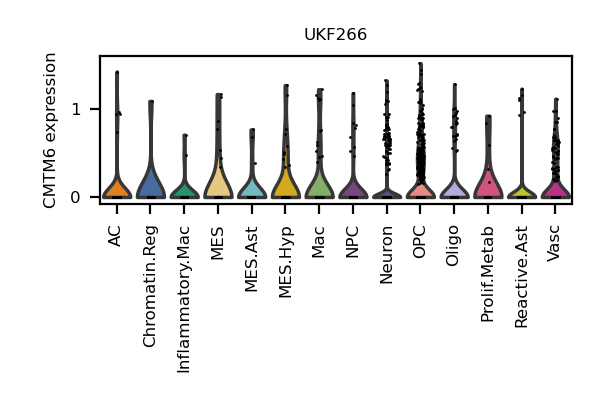 UKF266
CMTM6 expression
1
0
AC
Chromatin.Reg
Inflammatory.Mac
MES
MES.Ast
MES.Hyp
Mac
NPC
Neuron
OPC
Oligo
Prolif.Metab
Reactive.Ast
Vasc